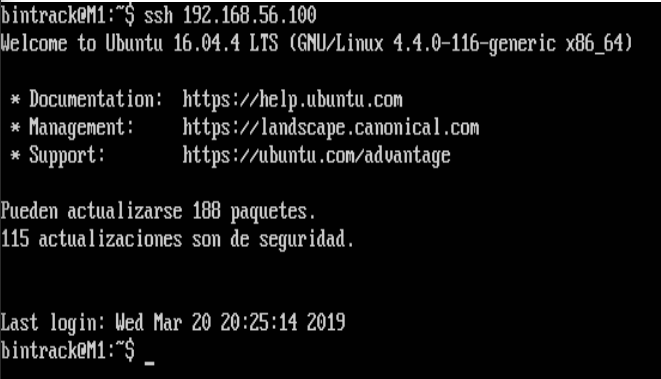 bintrack@M1:~$ ssh 192.168.56.100
Welcome to Ubuntu 16.04.4 LTS (GNU/Linux 4.4.0-116-generic x86_64)
* Documentation:  https://help.ubuntu.com
* Management:     https://landscape.canonical.com
* Support:        https://ubuntu.com/advantage
Pueden actualizarse 188 paquetes.
115 actualizaciones son de seguridad.
Last login: Wed Mar 20 20:25:14 2019
bintrack@M1:~$ _